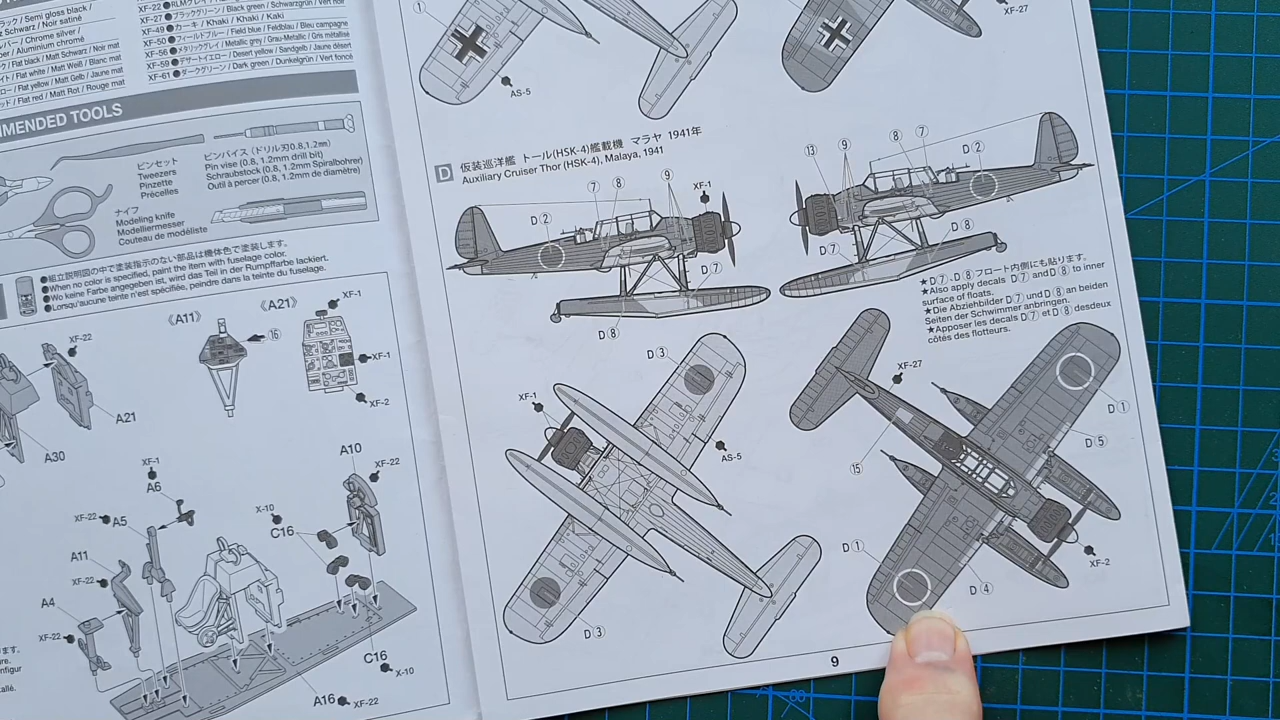 ラック / Semi gloss black /
Schwarz / Noir satiné
バー / Chrome silver /
/ Aluminium chromé
ク / Flat black / Matt Schwarz / Noir mat
イト / Flat white / Matt Weiß / Blanc mat
ロー / Flat yellow / Matt Gelb / Jaune mat
ッド / Flat red / Matt Rot / Rouge mat
XF-22
XF-27 ●ブラックグリーン / Black green / Schwarzgrün / Vert noir
XF-49 ●カーキ / Khaki / Khaki / Kaki
XF-50 ●フィールドブルー / Field blue / Feldblau / Bleu campagne
XF-56 ●メタリックグレイ / Metallic grey / Grau-Metallic / Gris métallisé
XF-59 ●デザートイエロー / Desert yellow / Sandgelb / Jaune désert
XF-61 ●ダークグリーン / Dark green / Dunkelgrün / Vert foncé
MMENDED TOOLS
ピンセット
Tweezers
Pinzette
Précelles
ピンバイス (ドリル刃0.8,1.2mm)
Pin vise (0.8, 1.2mm drill bit)
Schraubstock (0.8, 1.2mm Spiralbohrer)
Outil à percer (0.8, 1.2mm de diamètre)
ナイフ
Modeling knife
Modelliermesser
Couteau de modéliste
●組立説明図の中で塗装指示のない部品は機体色で塗装します。
●When no color is specified, paint the item with fuselage color.
●Wo keine Farbe angegeben ist, wird das Teil in der Rumpffarbe lackiert.
●Lorsqu'aucune teinte n'est spécifiée, peindre dans la teinte du fuselage.
《A11》
⑯
《A21》
XF-1
XF-1
XF-2
XF-22
A21
A30
XF-1
A6
XF-22 A5
A11
XF-22
A4
XF-22
X-10
C16
A10
XF-22
C16
X-10
A16 XF-22
①
AS-5
XF-27
D 仮装巡洋艦 トール(HSK-4)艦載機 マラヤ 1941年
Auxiliary Cruiser Thor (HSK-4), Malaya, 1941
⑦ ⑧ ⑨ XF-1
D②
D⑦
D⑧
⑬ ⑨ ⑧ ⑦
D②
D⑦
D⑧
★D⑦、D⑧フロート内側にも貼ります。
★Also apply decals D⑦ and D⑧ to inner
surface of floats.
★Die Abziehbilder D⑦ und D⑧ an beiden
Seiten der Schwimmer anbringen.
★Apposer les decals D⑦ et D⑧ des deux
côtés des flotteurs.
D③
XF-1
AS-5
D③
XF-27
⑮
D①
D⑤
D①
D④
XF-2
9